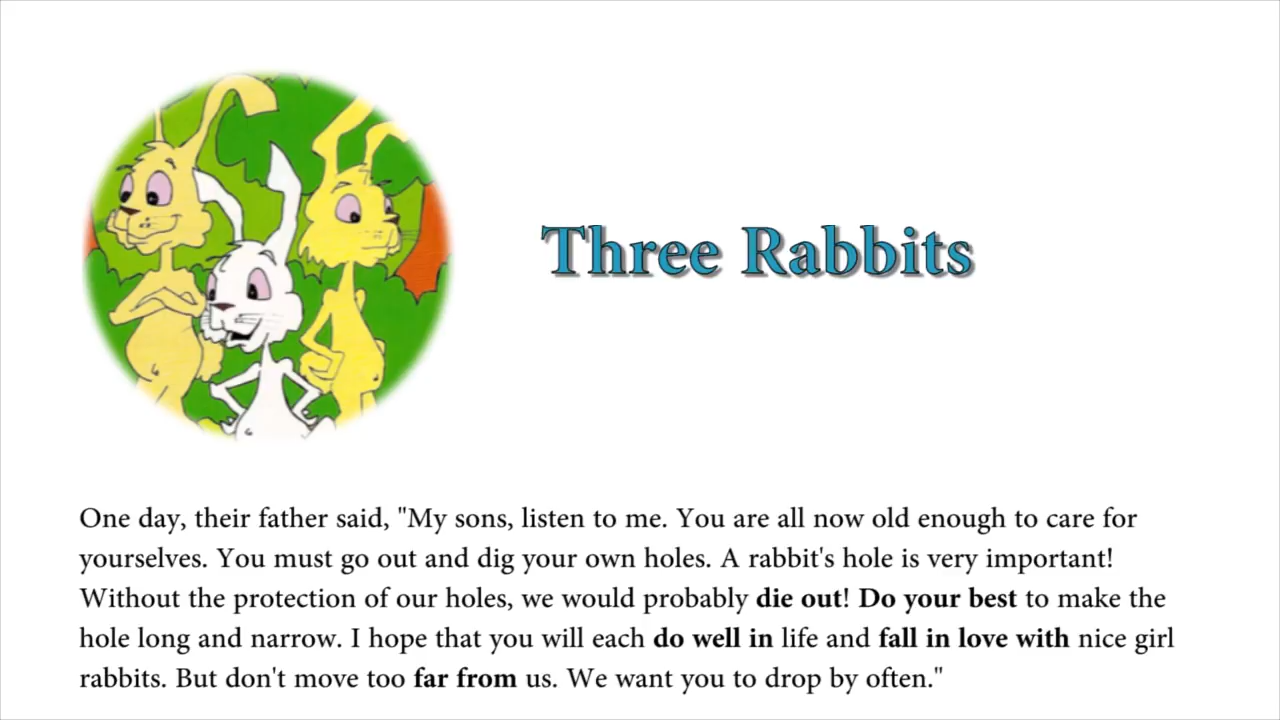 Three Rabbits
One day, their father said, "My sons, listen to me. You are all now old enough to care for
yourselves. You must go out and dig your own holes. A rabbit's hole is very important!
Without the protection of our holes, we would probably die out! Do your best to make the
hole long and narrow. I hope that you will each do well in life and fall in love with nice girl
rabbits. But don't move too far from us. We want you to drop by often."